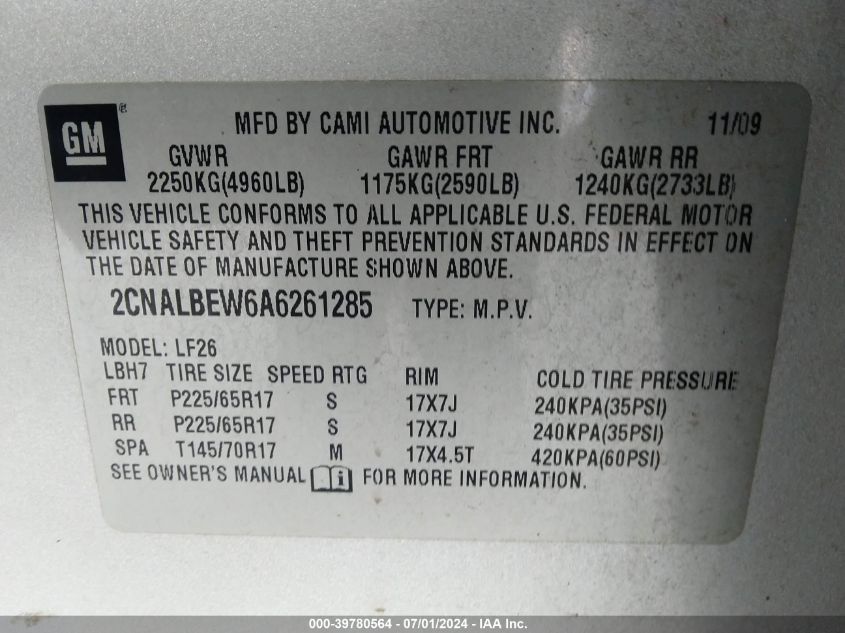 GM ®
MFD BY CAMI AUTOMOTIVE INC. 11/09
GVWR GAWR FRT GAWR RR
2250KG(4960LB) 1175KG(2590LB) 1240KG(2733LB)
THIS VEHICLE CONFORMS TO ALL APPLICABLE U.S. FEDERAL MOTOR
VEHICLE SAFETY AND THEFT PREVENTION STANDARDS IN EFFECT ON
THE DATE OF MANUFACTURE SHOWN ABOVE.
2CNALBEW6A6261285 TYPE: M.P.V.
MODEL: LF26
LBH7 TIRE SIZE SPEED RTG RIM COLD TIRE PRESSURE
FRT P225/65R17 S 17X7J 240KPA(35PSI)
RR P225/65R17 S 17X7J 240KPA(35PSI)
SPA T145/70R17 M 17X4.5T 420KPA(60PSI)
SEE OWNER'S MANUAL i FOR MORE INFORMATION.
000-39780564 - 07/01/2024 - IAA Inc.